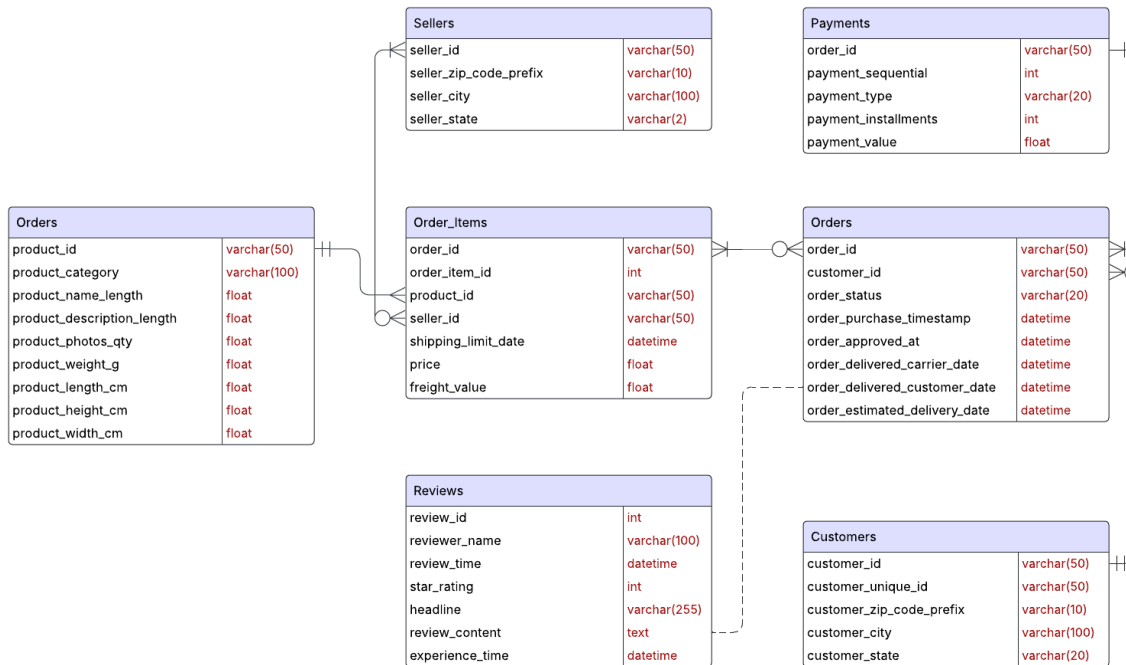 Sellers
seller_id varchar(50)
seller_zip_code_prefix varchar(10)
seller_city varchar(100)
seller_state varchar(2)
Payments
order_id varchar(50)
payment_sequential int
payment_type varchar(20)
payment_installments int
payment_value float
Orders
product_id varchar(50)
product_category varchar(100)
product_name_length float
product_description_length float
product_photos_qty float
product_weight_g float
product_length_cm float
product_height_cm float
product_width_cm float
Order_Items
order_id varchar(50)
order_item_id int
product_id varchar(50)
seller_id varchar(50)
shipping_limit_date datetime
price float
freight_value float
Orders
order_id varchar(50)
customer_id varchar(50)
order_status varchar(20)
order_purchase_timestamp datetime
order_approved_at datetime
order_delivered_carrier_date datetime
order_delivered_customer_date datetime
order_estimated_delivery_date datetime
Reviews
review_id int
reviewer_name varchar(100)
review_time datetime
star_rating int
headline varchar(255)
review_content text
experience_time datetime
Customers
customer_id varchar(50)
customer_unique_id varchar(50)
customer_zip_code_prefix varchar(10)
customer_city varchar(100)
customer_state varchar(20)